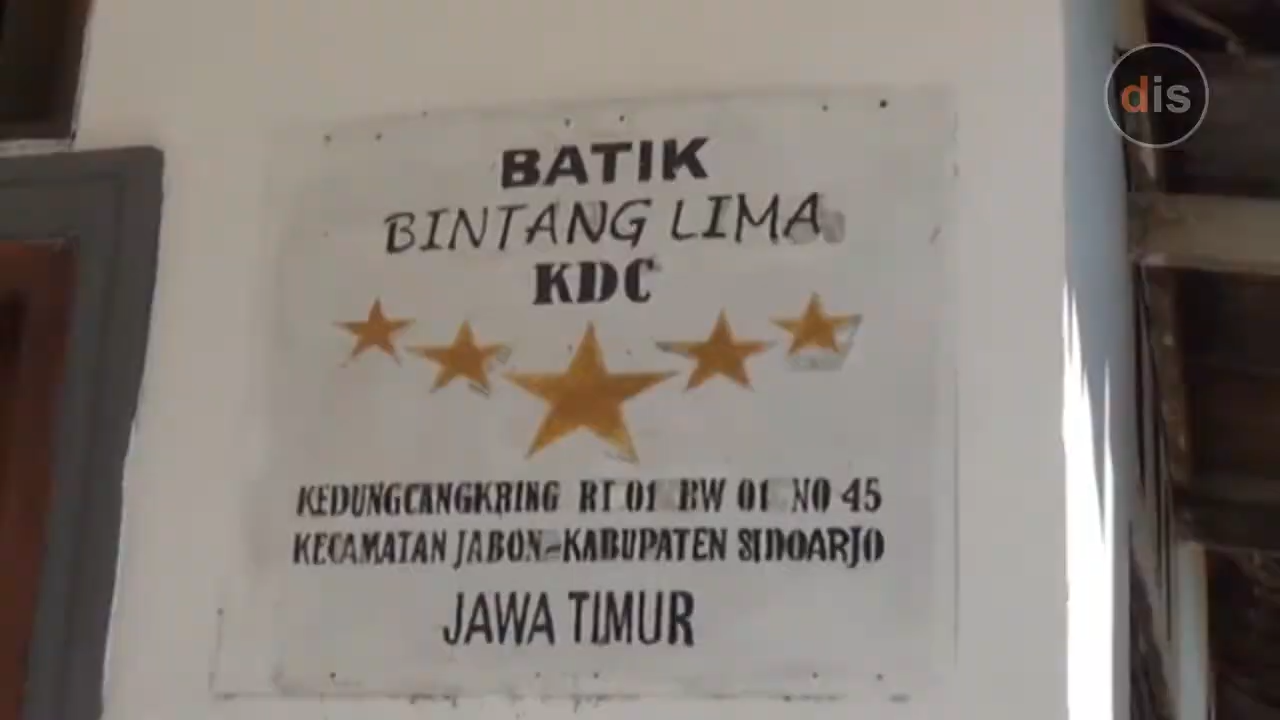 dis
BATIK
BINTANG LIMA
KDC
KEDUNGCANGKRING RT 01 RW 01 NO 45
KECAMATAN JABON-KABUPATEN SIDOARJO
JAWA TIMUR